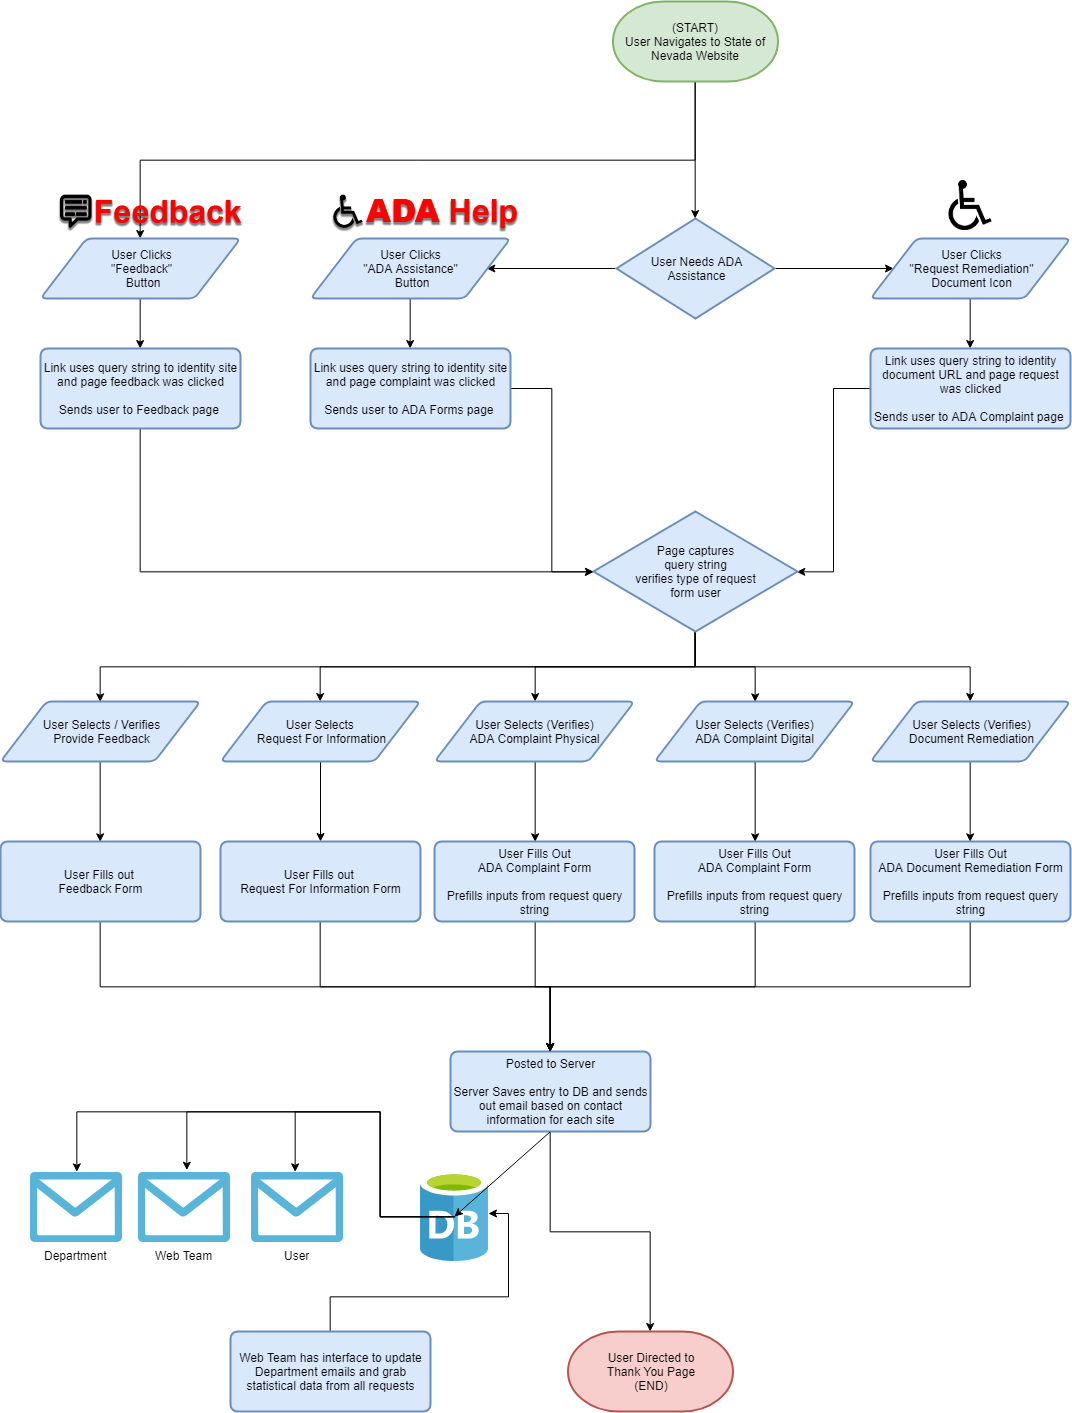 (START)
User Navigates to State of
Nevada Website
Feedback
ADA Help
User Clicks
"Feedback"
Button
User Clicks
"ADA Assistance"
Button
User Needs ADA
Assistance
User Clicks
"Request Remediation"
Document Icon
Link uses query string to identity site
and page feedback was clicked
Sends user to Feedback page
Link uses query string to identity site
and page complaint was clicked
Sends user to ADA Forms page
Link uses query string to identity
document URL and page request
was clicked
Sends user to ADA Complaint page
Page captures
query string
verifies type of request
form user
User Selects / Verifies
Provide Feedback
User Selects
Request For Information
User Selects (Verifies)
ADA Complaint Physical
User Selects (Verifies)
ADA Complaint Digital
User Selects (Verifies)
Document Remediation
User Fills out
Feedback Form
User Fills out
Request For Information Form
User Fills Out
ADA Complaint Form
Prefills inputs from request query
string
User Fills Out
ADA Complaint Form
Prefills inputs from request query
string
User Fills Out
ADA Document Remediation Form
Prefills inputs from request query
string
Posted to Server
Server Saves entry to DB and sends
out email based on contact
information for each site
DB
Department
Web Team
User
Web Team has interface to update
Department emails and grab
statistical data from all requests
User Directed to
Thank You Page
(END)